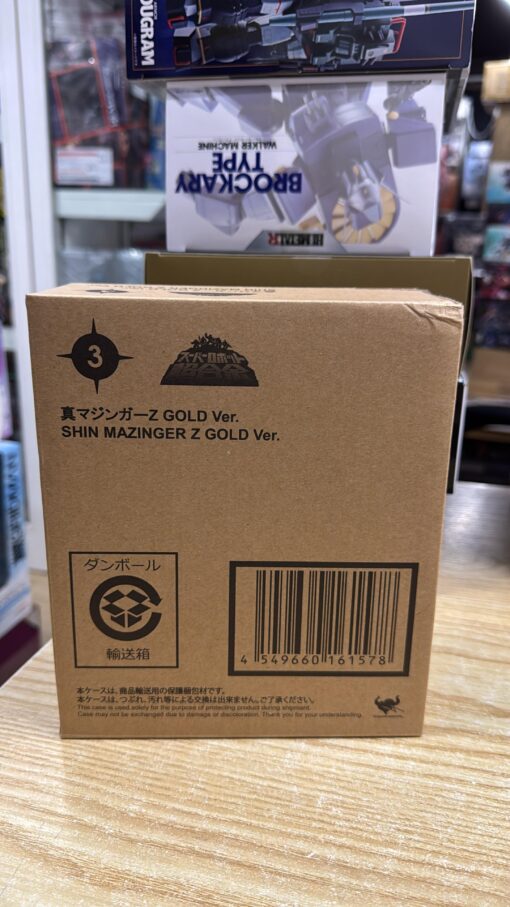 DOUGRAM
BROCKARY
TYPE
WALKER MACHINE
HI-METAL R
3
スーパーロボット
超合金
真マジンガーZ GOLD Ver.
SHIN MAZINGER Z GOLD Ver.
ダンボール
輸送箱
4 549660 161578
本ケースは、商品輸送用の保護梱包材です。
本ケースは、つぶれ、汚れ等による交換は出来ません。ご了承ください。
This case is used solely for the purpose of protecting product during shipment.
Case may not be exchanged due to damage or discoloration. Thank you for your understanding.